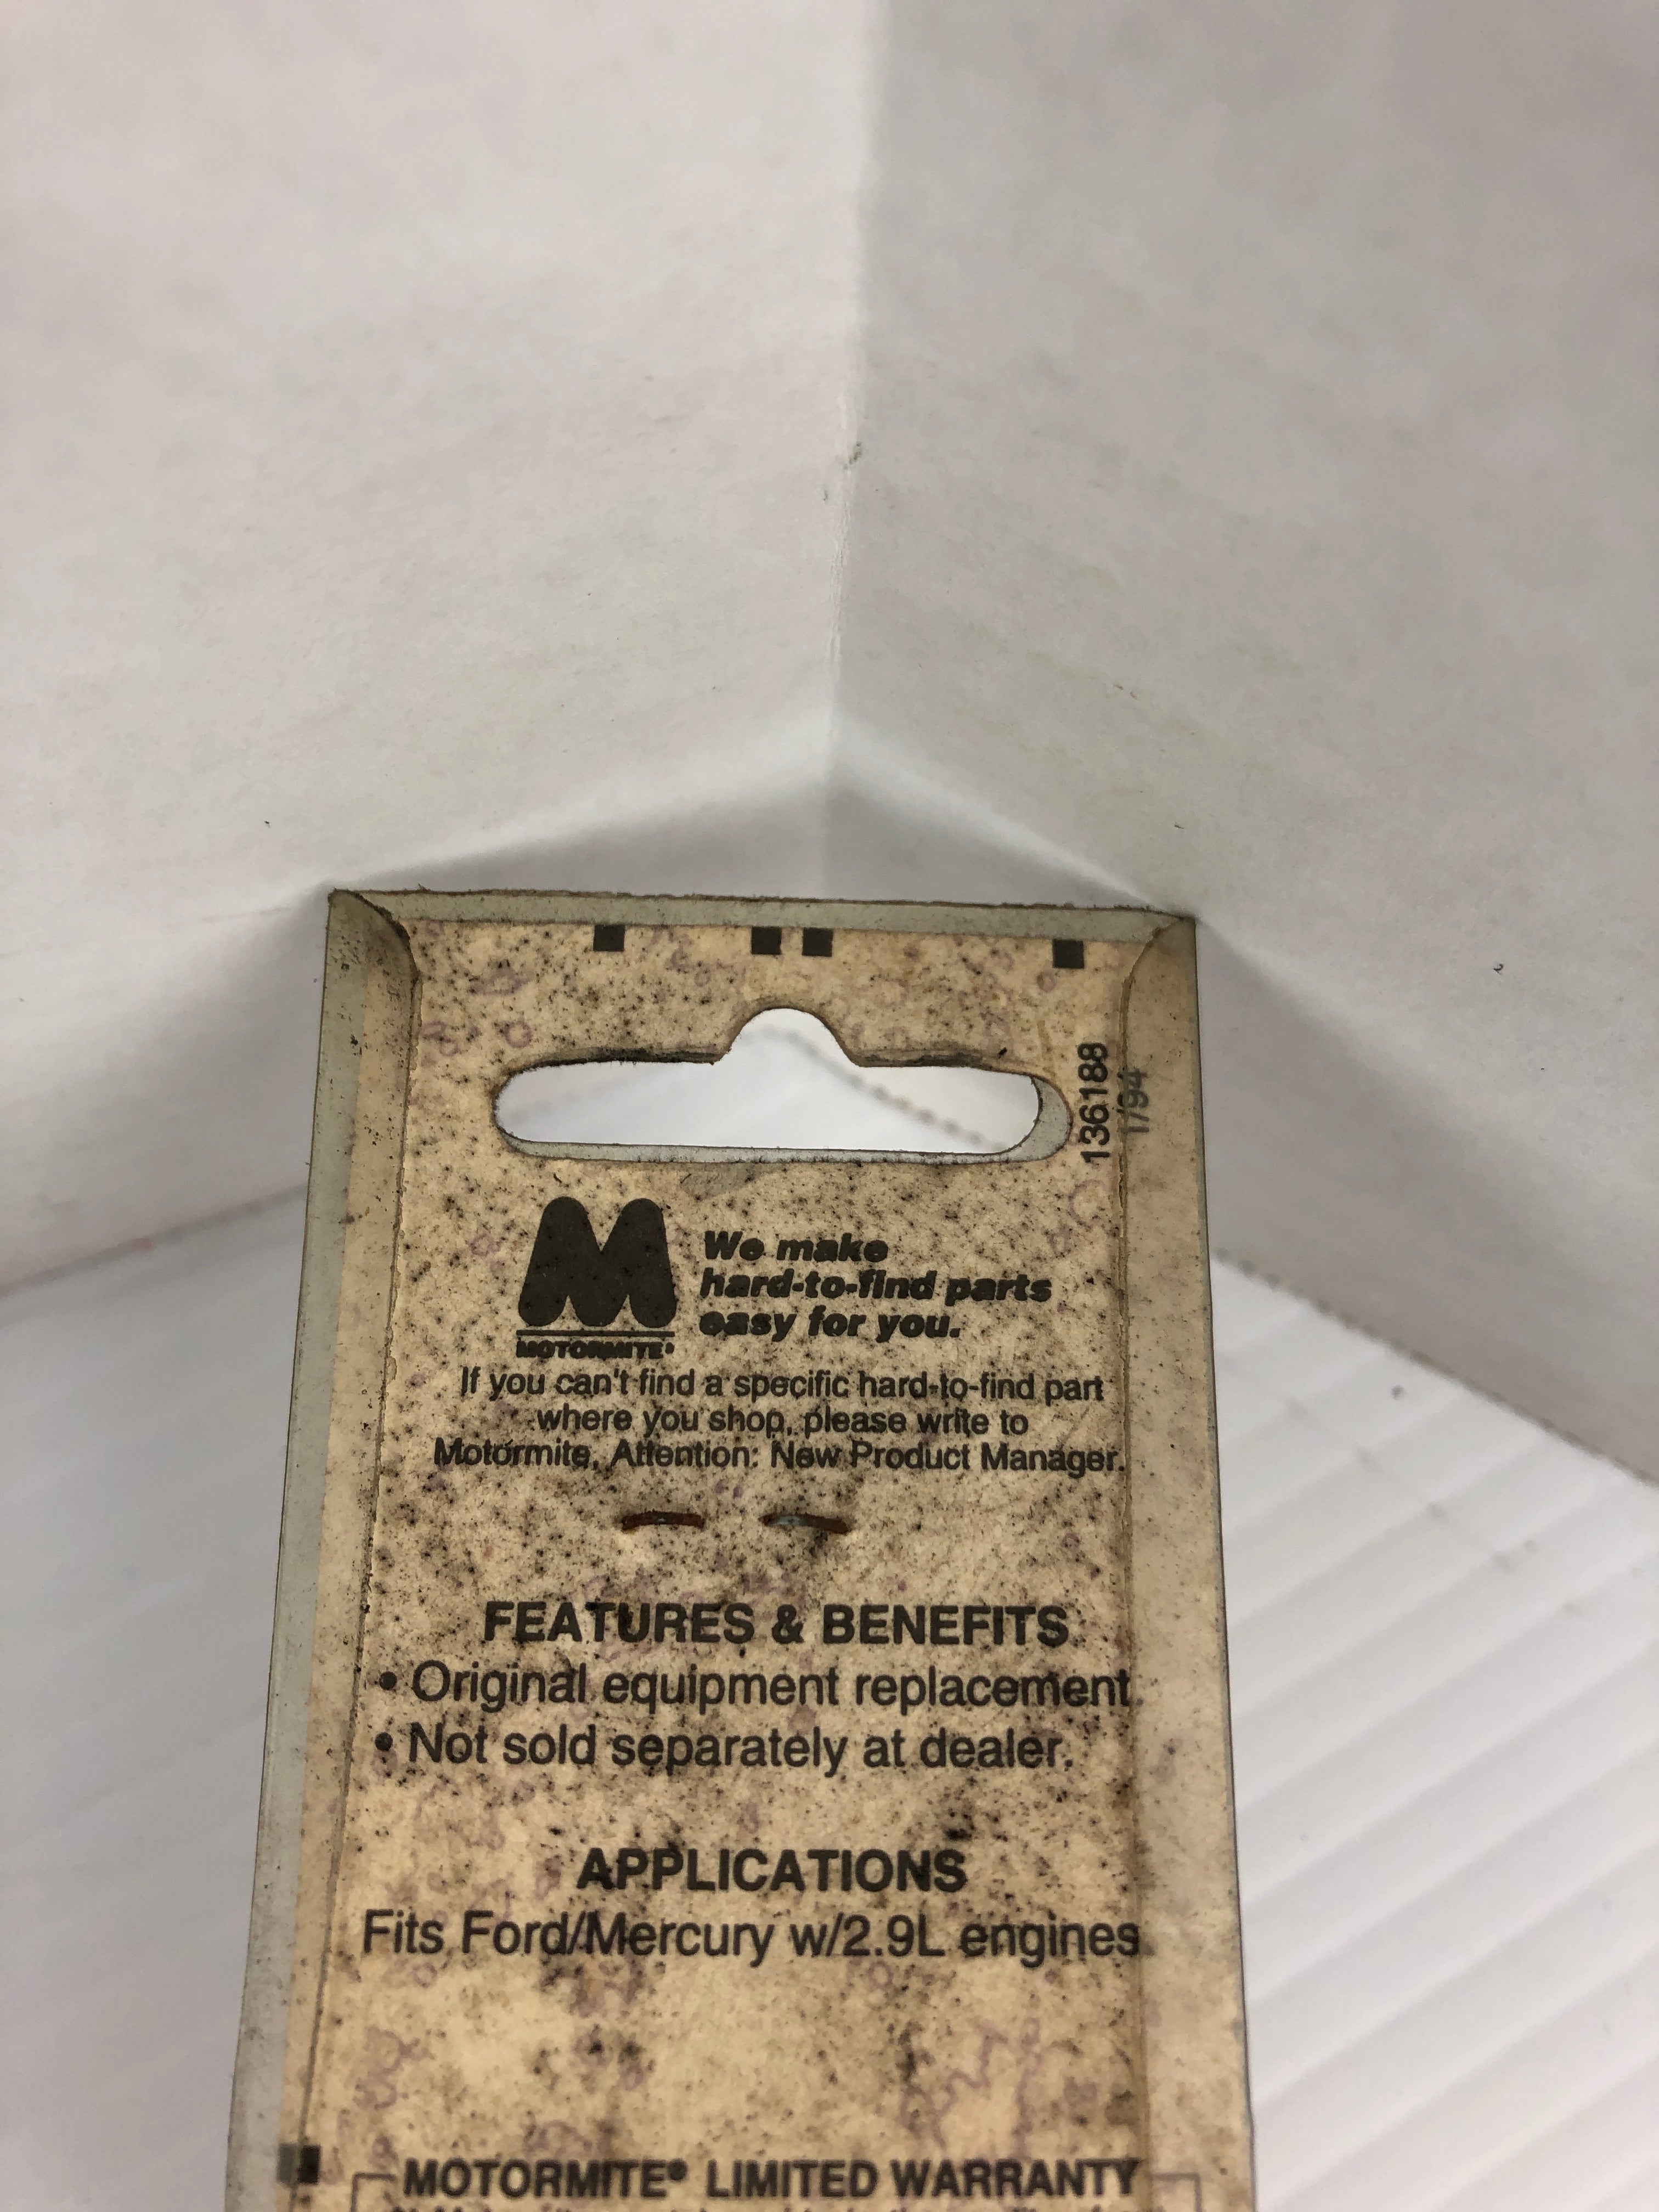 136188
1/94
We make
hard-to-find parts
easy for you.
MOTORMITE®
If you can't find a specific hard-to-find part
where you shop, please write to
Motormite, Attention: New Product Manager.
FEATURES & BENEFITS
• Original equipment replacement.
• Not sold separately at dealer.
APPLICATIONS
Fits Ford/Mercury w/2.9L engines.
MOTORMITE® LIMITED WARRANTY